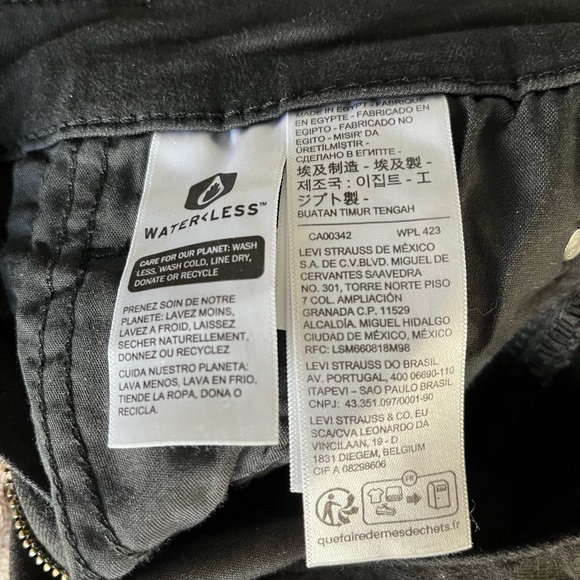 WATER<LESS™
CARE FOR OUR PLANET: WASH
LESS, WASH COLD, LINE DRY,
DONATE OR RECYCLE
PRENEZ SOIN DE NOTRE
PLANETE: LAVEZ MOINS,
LAVEZ A FROID, LAISSEZ
SECHER NATURELLEMENT,
DONNEZ OU RECYCLEZ
CUIDA NUESTRO PLANETA:
LAVA MENOS, LAVA EN FRIO,
TIENDE LA ROPA, DONA O
RECICLA.
MADE IN EGYPT - FABRIQUE
EN EGYPTE - FABRICADO EN
EGIPTO - FABRICADO NO
EGITO - MISIR' DA
ÜRETİLMİŞTİR -
СДЕЛАНО В ЕГИПТЕ -
埃及制造 - 埃及製 -
제조국 : 이집트 - エ
ジプト製 -
BUATAN TIMUR TENGAH
CA00342 WPL 423
LEVI STRAUSS DE MÉXICO
S.A. DE C.V.BLVD. MIGUEL DE
CERVANTES SAAVEDRA
NO. 301, TORRE NORTE PISO
7 COL. AMPLIACIÓN
GRANADA C.P. 11529
ALCALDÍA. MIGUEL HIDALGO
CIUDAD DE MÉXICO, MÉXICO
RFC: LSM660818M98
LEVI STRAUSS DO BRASIL
AV. PORTUGAL, 400 06690-110
ITAPEVI – SAO PAULO BRASIL
CNPJ: 43.351.097/0001-90
LEVI STRAUSS & CO. EU
SCA/CVA LEONARDO DA
VINCILAAN, 19 - D
1831 DIEGEM, BELGIUM
CIF A 08298606
FR
quefairedemesdechets.fr